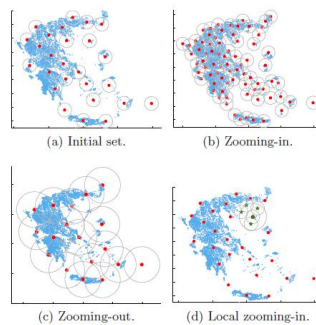 (a) Initial set.
(b) Zooming-in.
(c) Zooming-out.
(d) Local zooming-in.